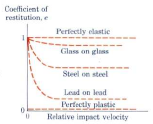 Coefficient of
restitution, e
1
Perfectly elastic
Glass on glass
Steel on steel
Lead on lead
Perfectly plastic
0
0
Relative impact velocity